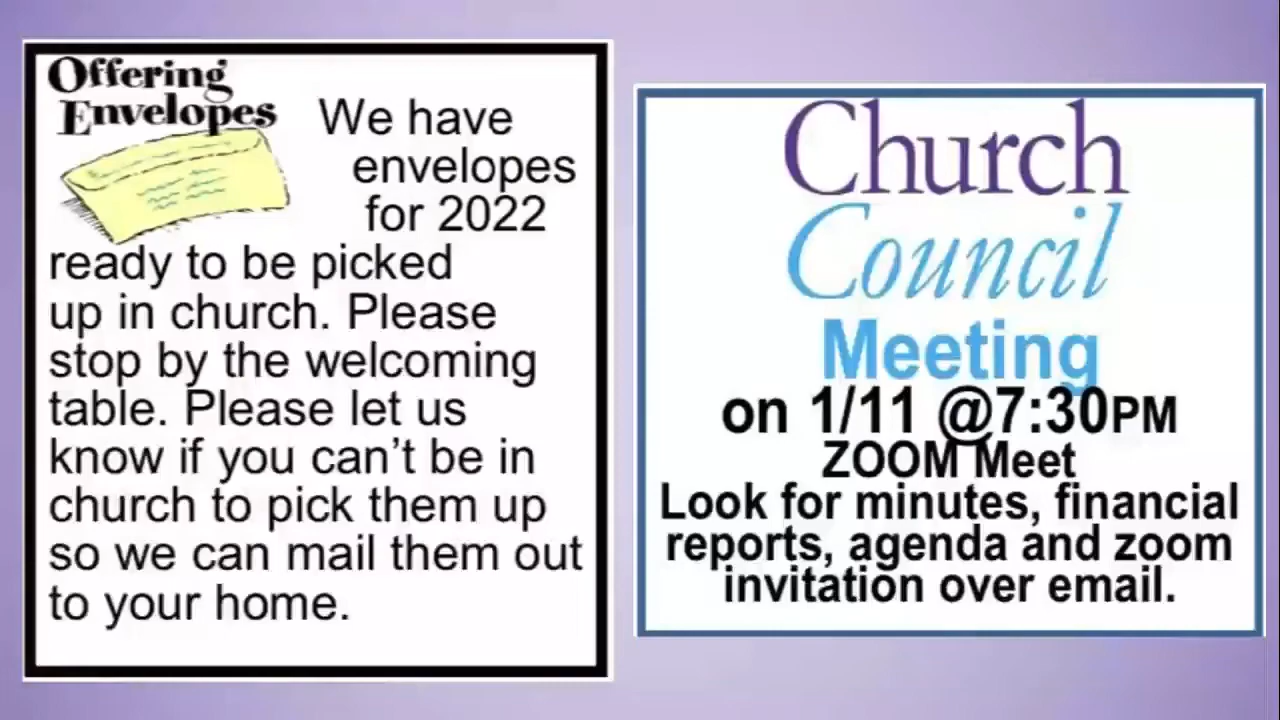 Offering
Envelopes
We have
envelopes
for 2022
ready to be picked
up in church. Please
stop by the welcoming
table. Please let us
know if you can’t be in
church to pick them up
so we can mail them out
to your home.
Church
Council
Meeting
on 1/11 @7:30PM
ZOOM Meet
Look for minutes, financial
reports, agenda and zoom
invitation over email.